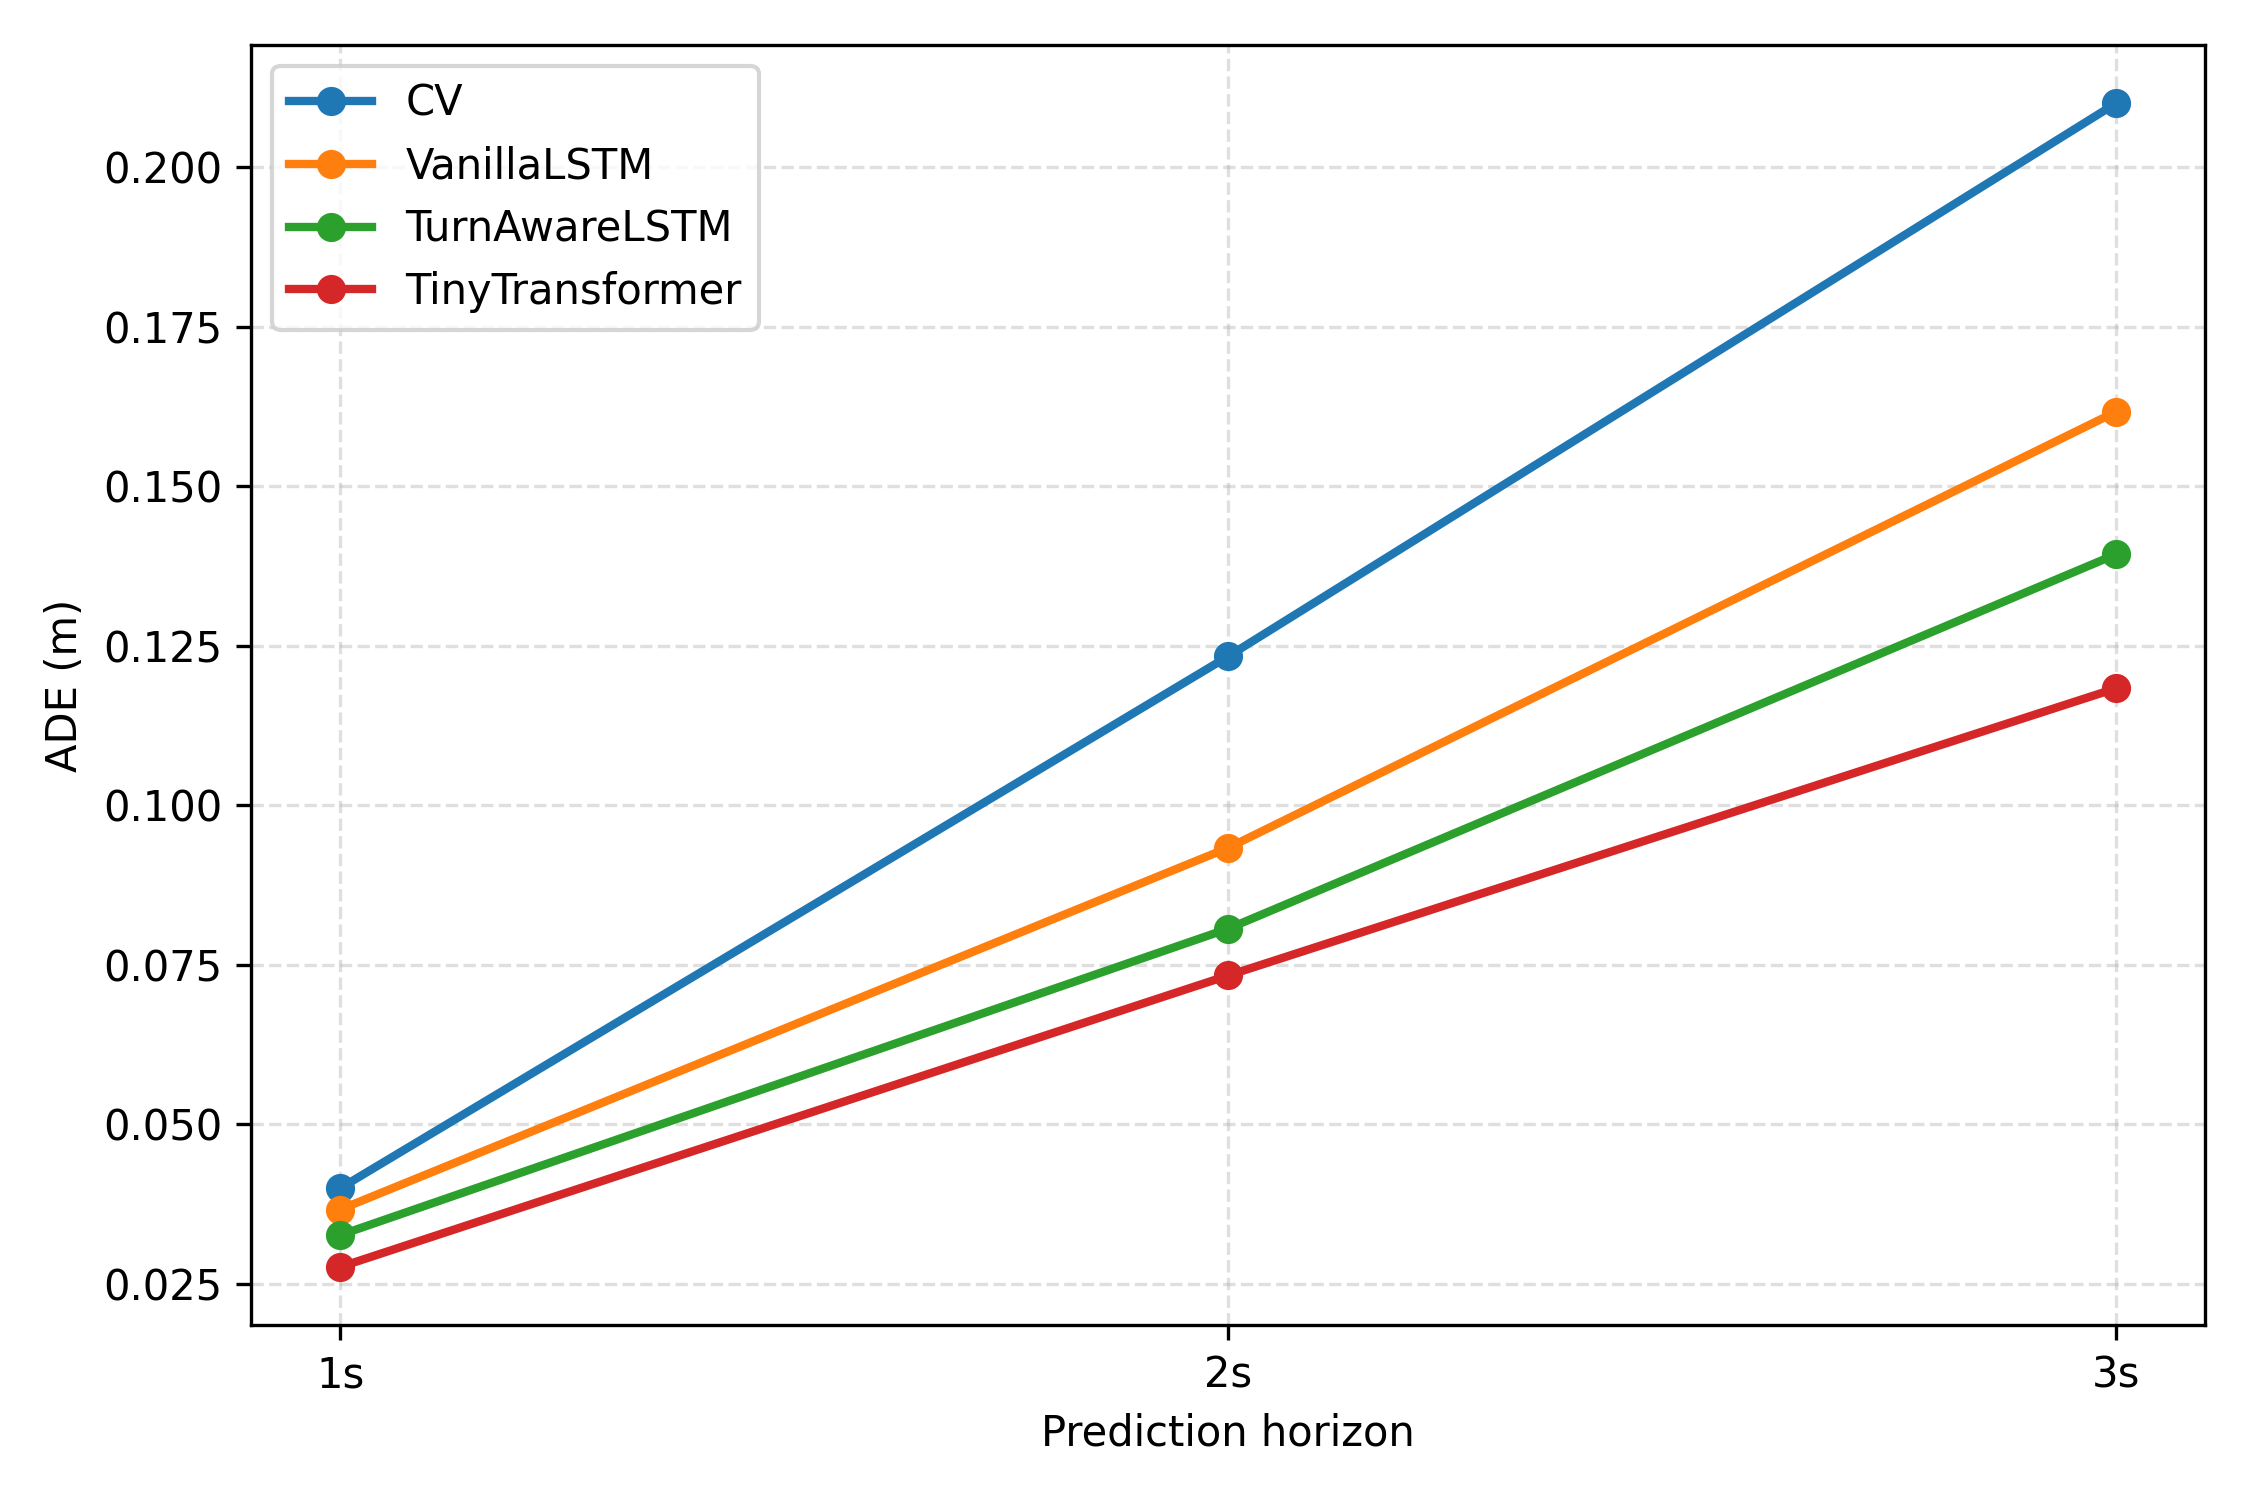 CV
VanillaLSTM
TurnAwareLSTM
TinyTransformer
0.200
0.175
0.150
0.125
0.100
0.075
0.050
0.025
ADE (m)
1s
2s
3s
Prediction horizon